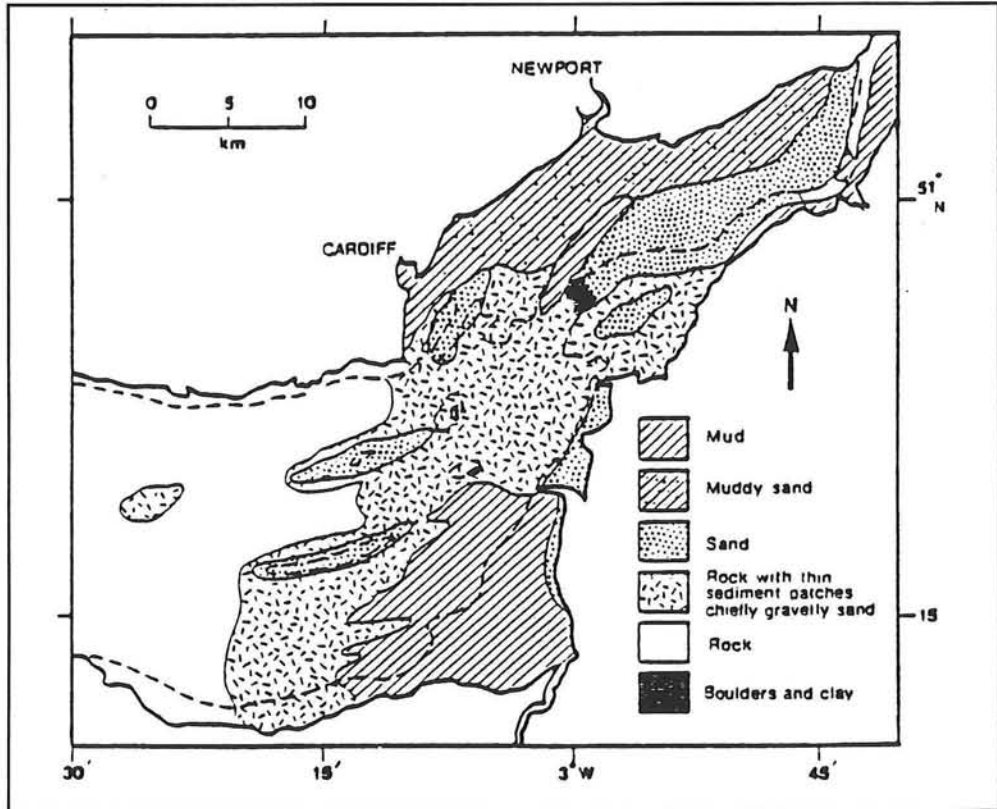 NEWPORT
0 5 10
km
51°
N
CARDIFF
N
Mud
Muddy sand
Sand
Rock with thin
sediment patches
chiefly gravelly sand
Rock
Boulders and clay
15
30′
15′
3° W
45′